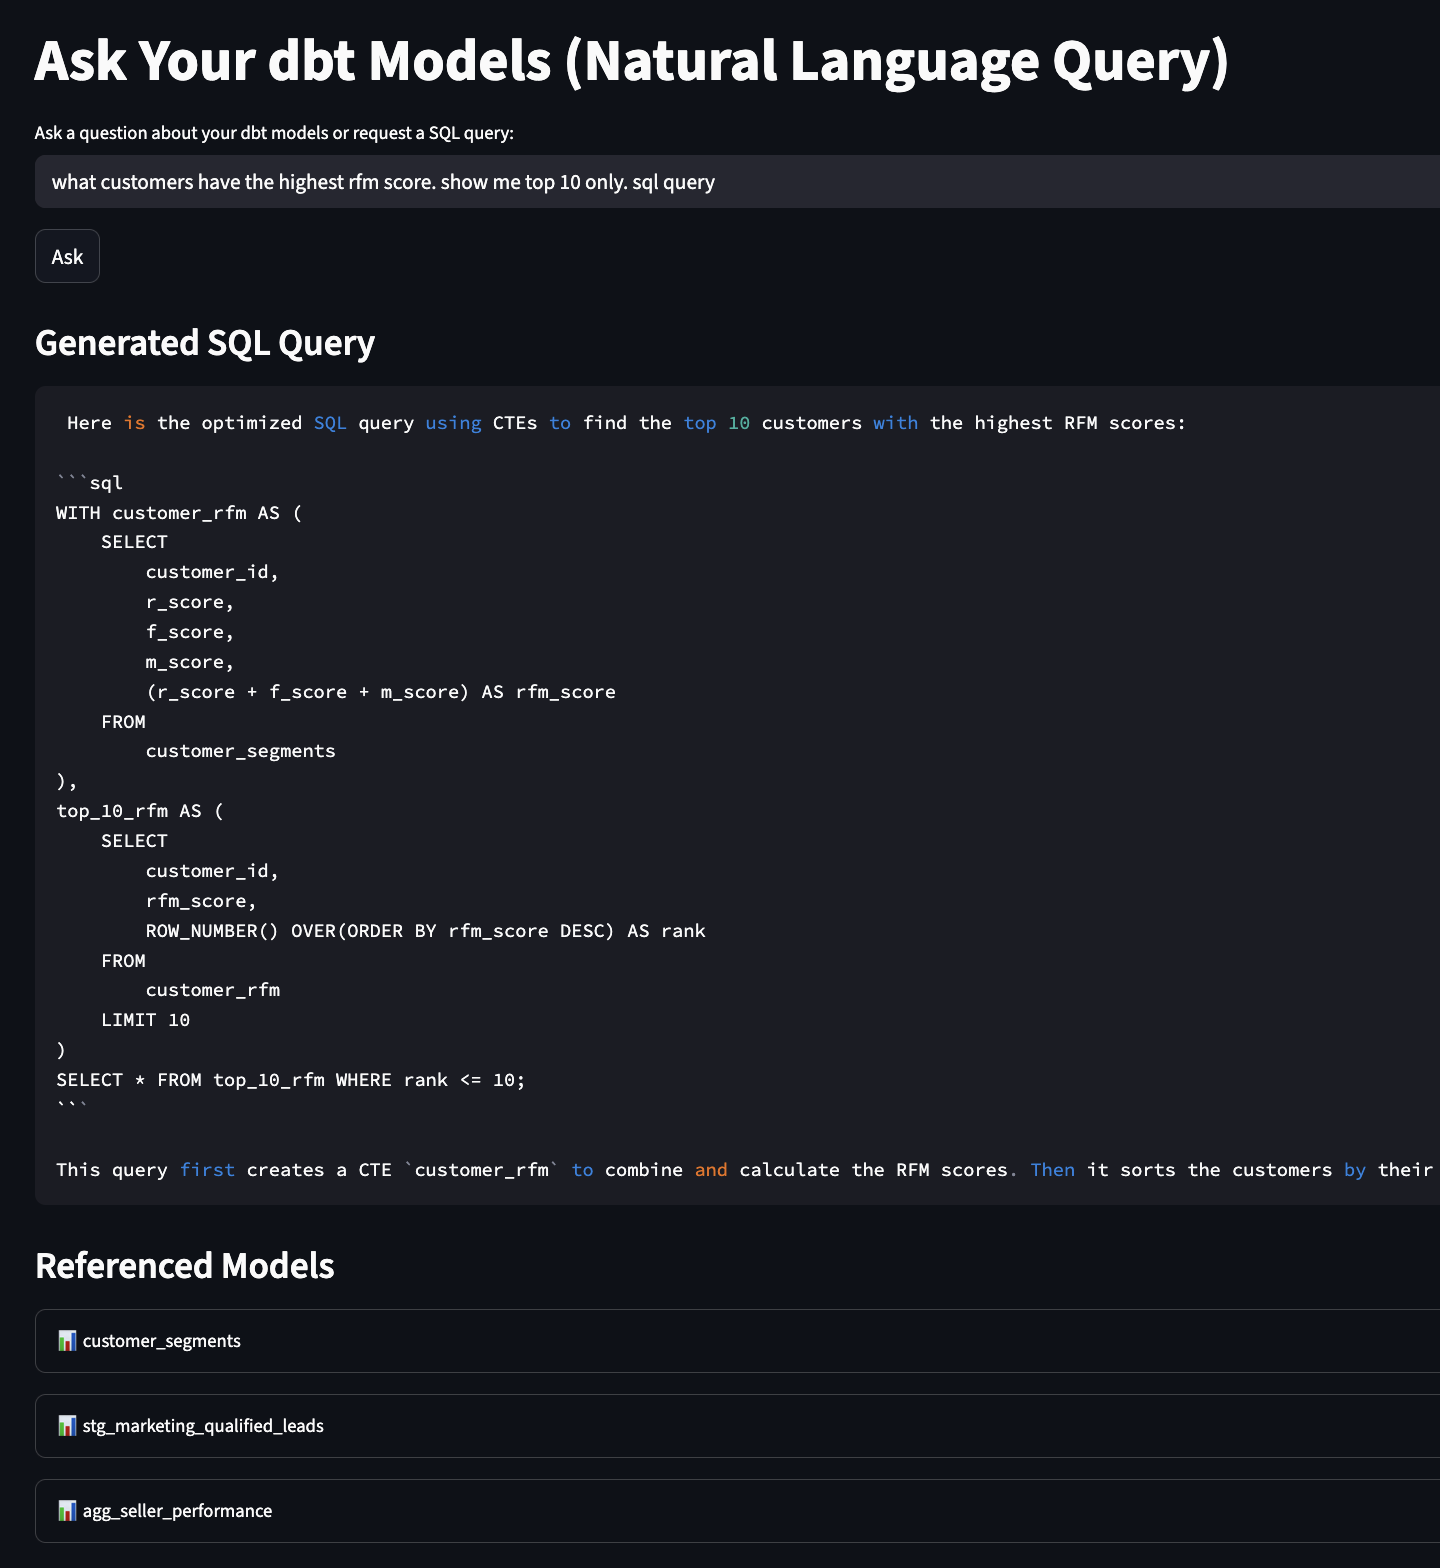 Ask Your dbt Models (Natural Language Query)
Ask a question about your dbt models or request a SQL query:
what customers have the highest rfm score. show me top 10 only. sql query
Ask
Generated SQL Query
Here is the optimized SQL query using CTEs to find the top 10 customers with the highest RFM scores:
```sql
WITH customer_rfm AS (
    SELECT
        customer_id,
        r_score,
        f_score,
        m_score,
        (r_score + f_score + m_score) AS rfm_score
    FROM
        customer_segments
),
top_10_rfm AS (
    SELECT
        customer_id,
        rfm_score,
        ROW_NUMBER() OVER(ORDER BY rfm_score DESC) AS rank
    FROM
        customer_rfm
    LIMIT 10
)
SELECT * FROM top_10_rfm WHERE rank <= 10;
```
This query first creates a CTE `customer_rfm` to combine and calculate the RFM scores. Then it sorts the customers by their
Referenced Models
📊 customer_segments
📊 stg_marketing_qualified_leads
📊 agg_seller_performance